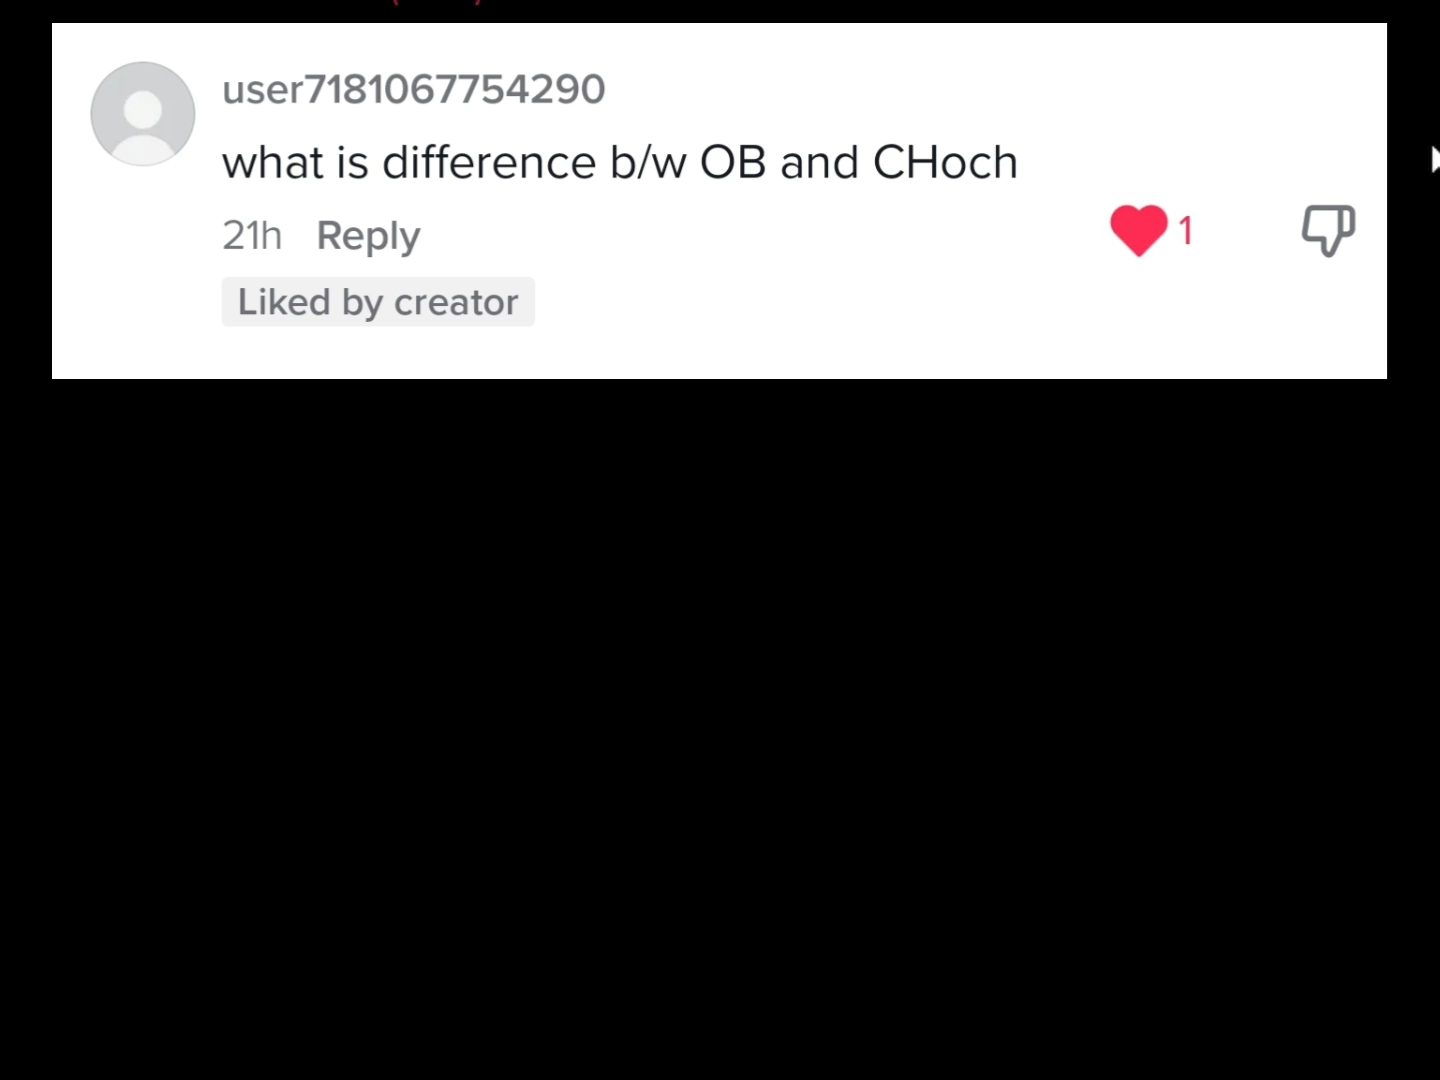 user7181067754290
what is difference b/w OB and CHoch
21h Reply
1
Liked by creator